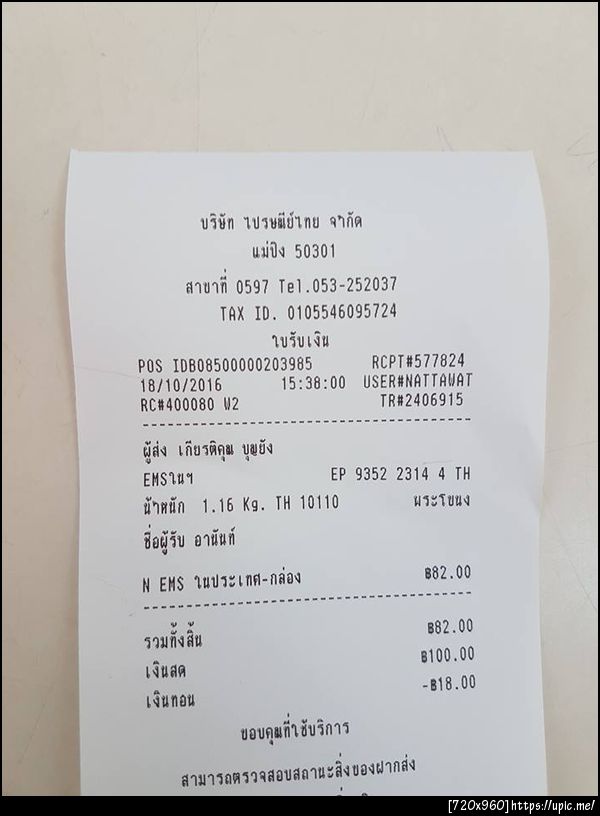 บริษัท ไปรษณีย์ไทย จำกัด
แม่ปิง 50301
สาขาที่ 0597 Tel.053-252037
TAX ID. 0105546095724
ใบรับเงิน
POS IDB08500000203985 RCPT#577824
18/10/2016 15:38:00 USER#NATTAWAT
RC#400080 W2 TR#2406915
ผู้ส่ง เกียรติคุณ บุญยัง
EMSในฯ EP 9352 2314 4 TH
น้ำหนัก 1.16 Kg. TH 10110 พระโขนง
ชื่อผู้รับ อานันท์
N EMS ในประเทศ-กล่อง ฿82.00
รวมทั้งสิ้น ฿82.00
เงินสด ฿100.00
เงินทอน -฿18.00
ขอบคุณที่ใช้บริการ
สามารถตรวจสอบสถานะสิ่งของฝากส่ง
[720x960]https://upic.me/